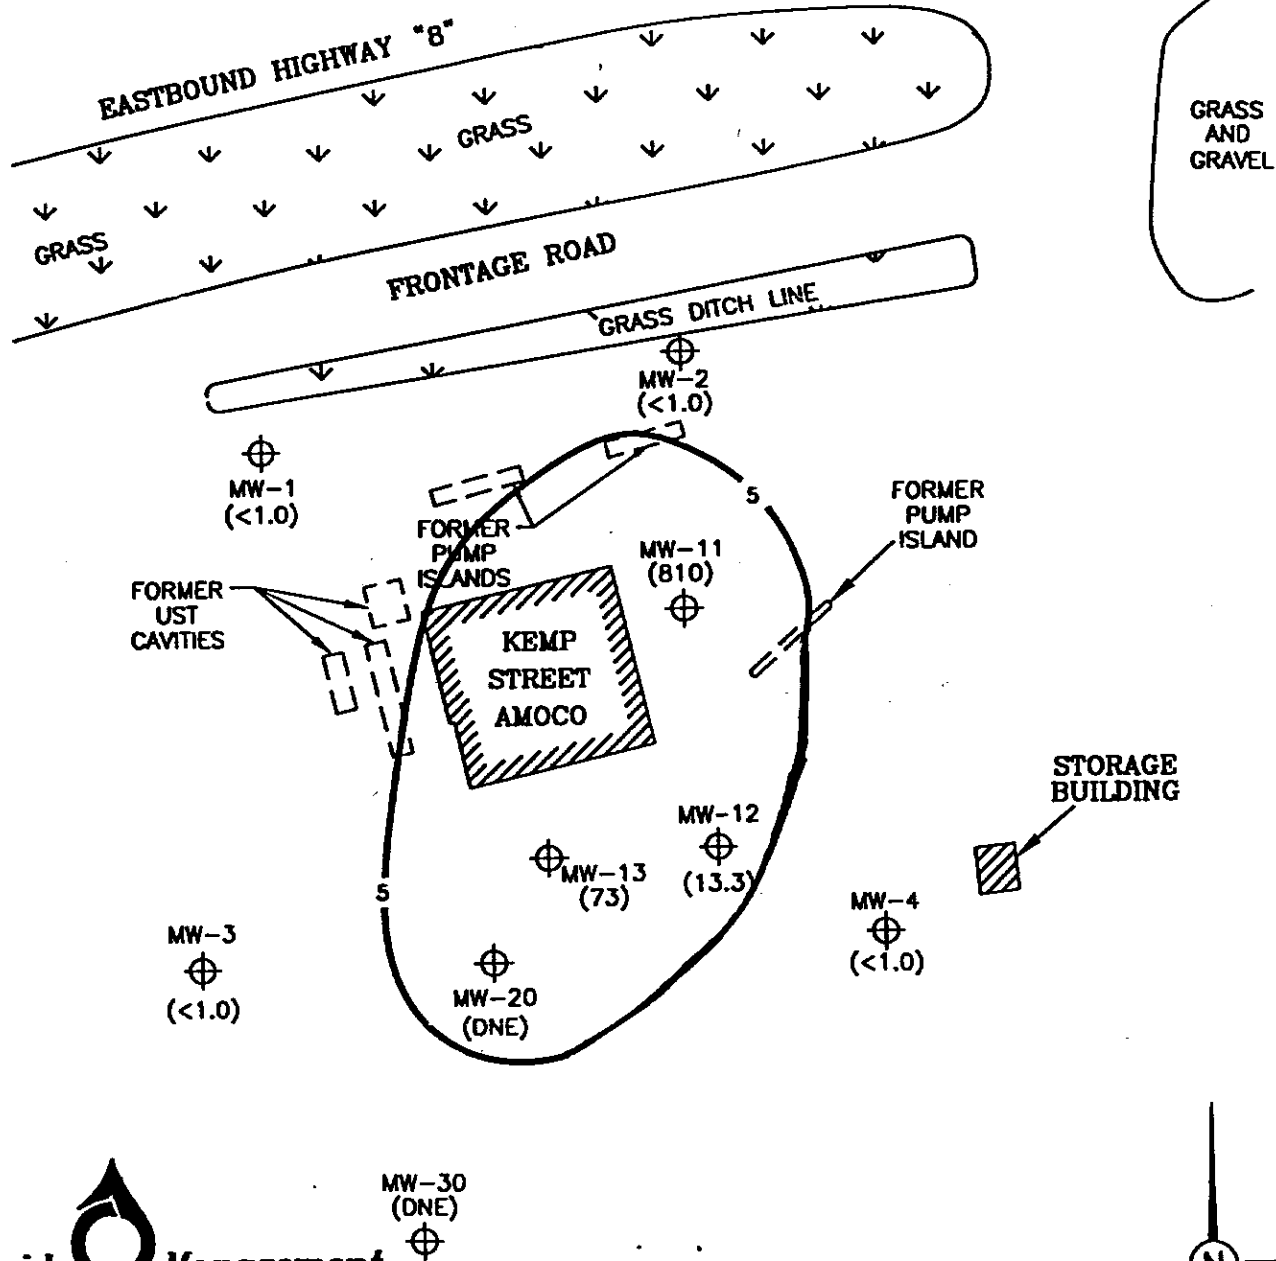 EASTBOUND HIGHWAY "8"
GRASS
GRASS
GRASS
AND
GRAVEL
FRONTAGE ROAD
GRASS DITCH LINE
MW-2
(<1.0)
MW-1
(<1.0)
5
FORMER
PUMP
ISLAND
FORMER
PUMP
ISLANDS
MW-11
(810)
FORMER
UST
CAVITIES
KEMP
STREET
AMOCO
STORAGE
BUILDING
MW-12
(13.3)
MW-13
(73)
5
MW-4
(<1.0)
MW-3
(<1.0)
MW-20
(DNE)
MW-30
(DNE)
Management
N